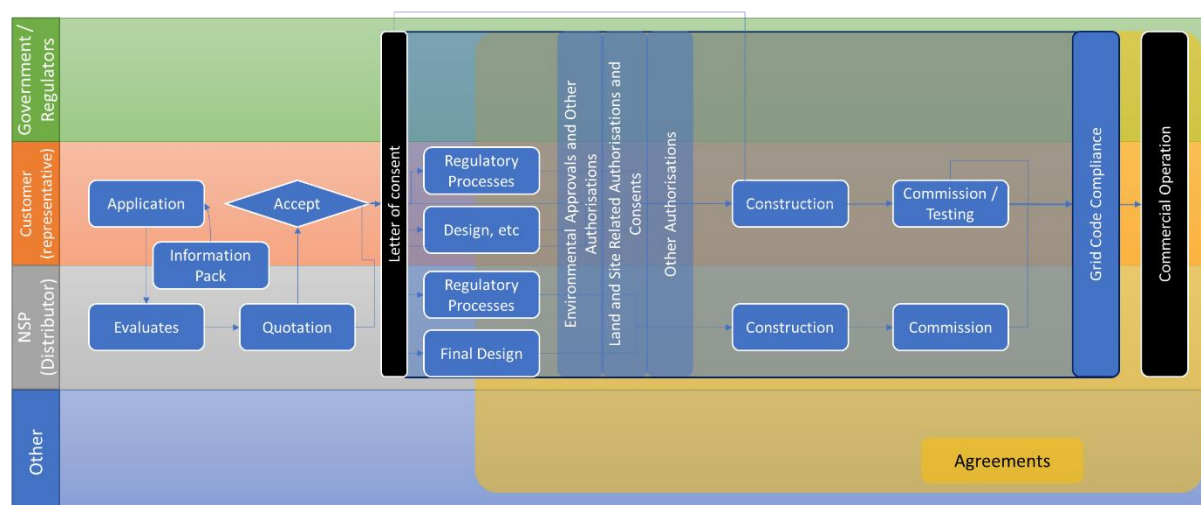 Government /
Regulators
Customer
(representative)
NSP
(Distributor)
Other
Application
Information
Pack
Evaluates
Accept
Quotation
Letter of consent
Regulatory
Processes
Design, etc
Regulatory
Processes
Final Design
Environmental Approvals and Other
Authorisations
Land and Site Related Authorisations and
Consents
Other Authorisations
Construction
Commission /
Testing
Construction
Commission
Grid Code Compliance
Commercial Operation
Agreements